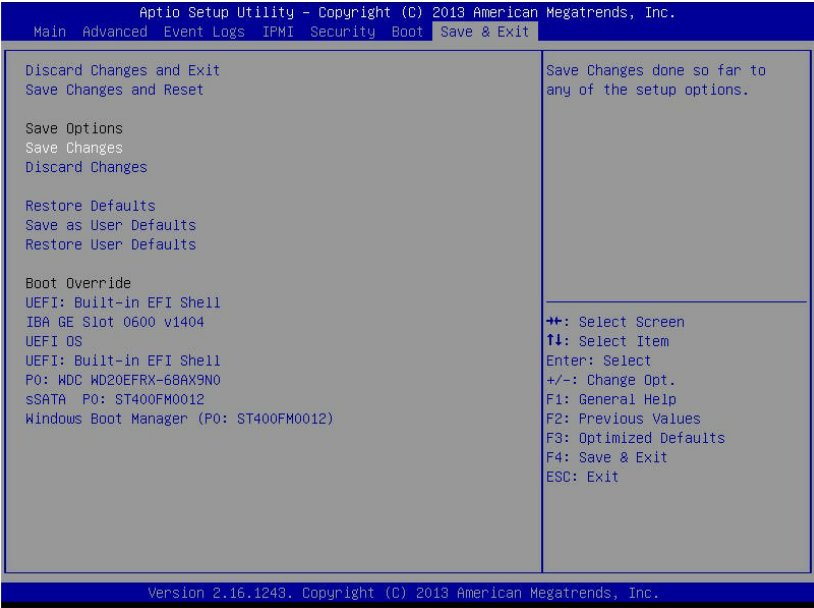 Aptio Setup Utility – Copyright (C) 2013 American Megatrends, Inc.
Main Advanced Event Logs IPMI Security Boot Save & Exit
Discard Changes and Exit
Save Changes and Reset
Save Options
Save Changes
Discard Changes
Restore Defaults
Save as User Defaults
Restore User Defaults
Boot Override
UEFI: Built-in EFI Shell
IBA GE Slot 0600 v1404
UEFI OS
UEFI: Built-in EFI Shell
P0: WDC WD20EFRX-68AX9N0
sSATA P0: ST400FM0012
Windows Boot Manager (P0: ST400FM0012)
Save Changes done so far to
any of the setup options.
→←: Select Screen
↑↓: Select Item
Enter: Select
+/-: Change Opt.
F1: General Help
F2: Previous Values
F3: Optimized Defaults
F4: Save & Exit
ESC: Exit
Version 2.16.1243. Copyright (C) 2013 American Megatrends, Inc.